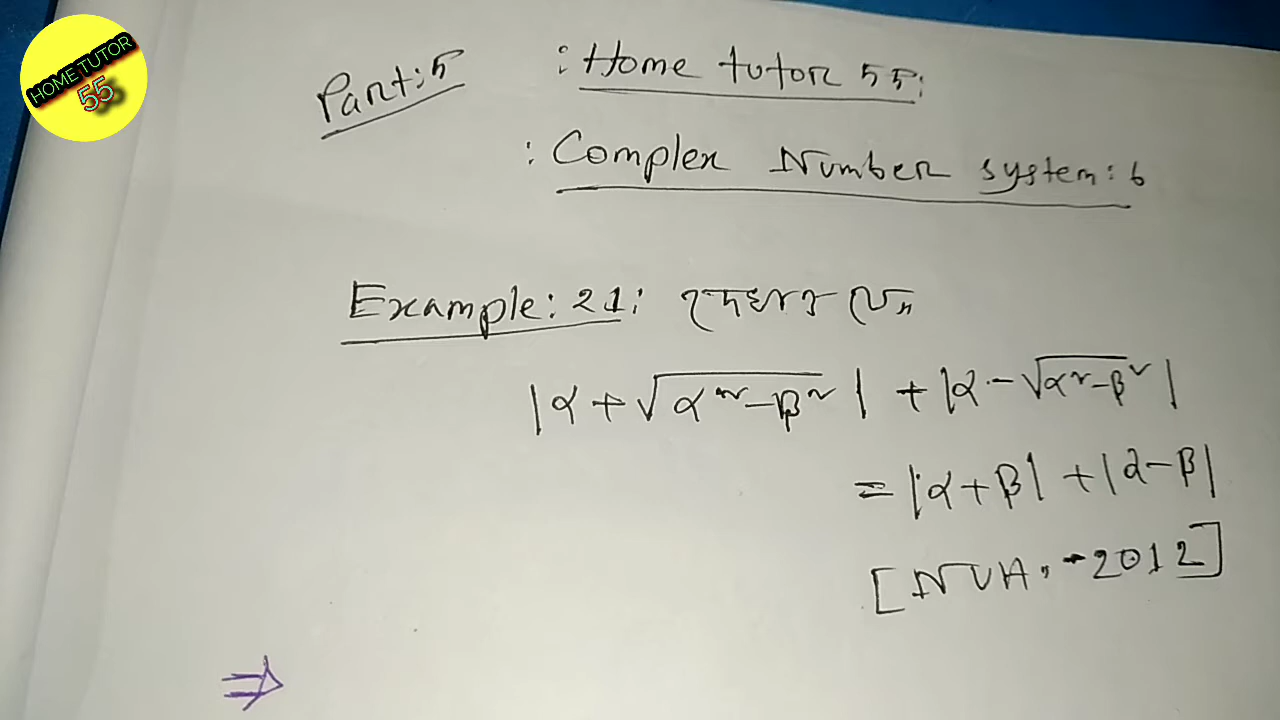 HOME TUTOR
55
Part:5
:Home tutor 55:
:Complex Number system:6
Example:21:
|α+√α²-β²| + |α-√α²-β²|
= |α+β| + |α-β|
[NUH.-2012]
⇒